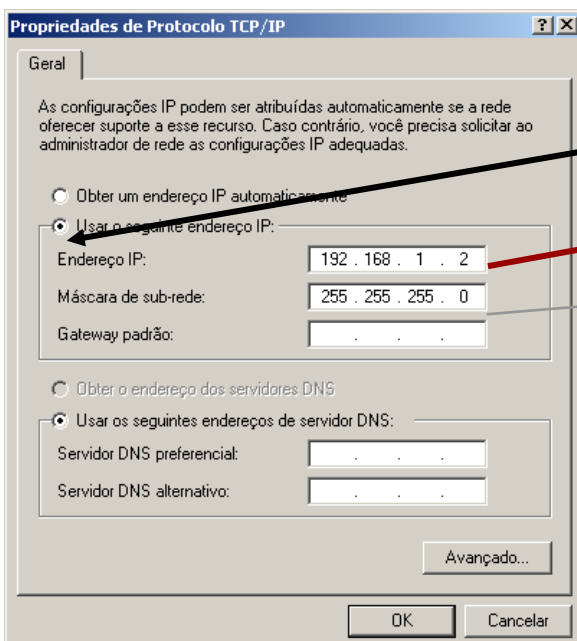 Propriedades de Protocolo TCP/IP
Geral
As configurações IP podem ser atribuídas automaticamente se a rede
oferecer suporte a esse recurso. Caso contrário, você precisa solicitar ao
administrador de rede as configurações IP adequadas.
Obter um endereço IP automaticamente
Usar o seguinte endereço IP:
Endereço IP: 192 . 168 . 1 . 2
Máscara de sub-rede: 255 . 255 . 255 . 0
Gateway padrão: . . .
Obter o endereço dos servidores DNS
Usar os seguintes endereços de servidor DNS:
Servidor DNS preferencial: . . .
Servidor DNS alternativo: . . .
Avançado...
OK Cancelar